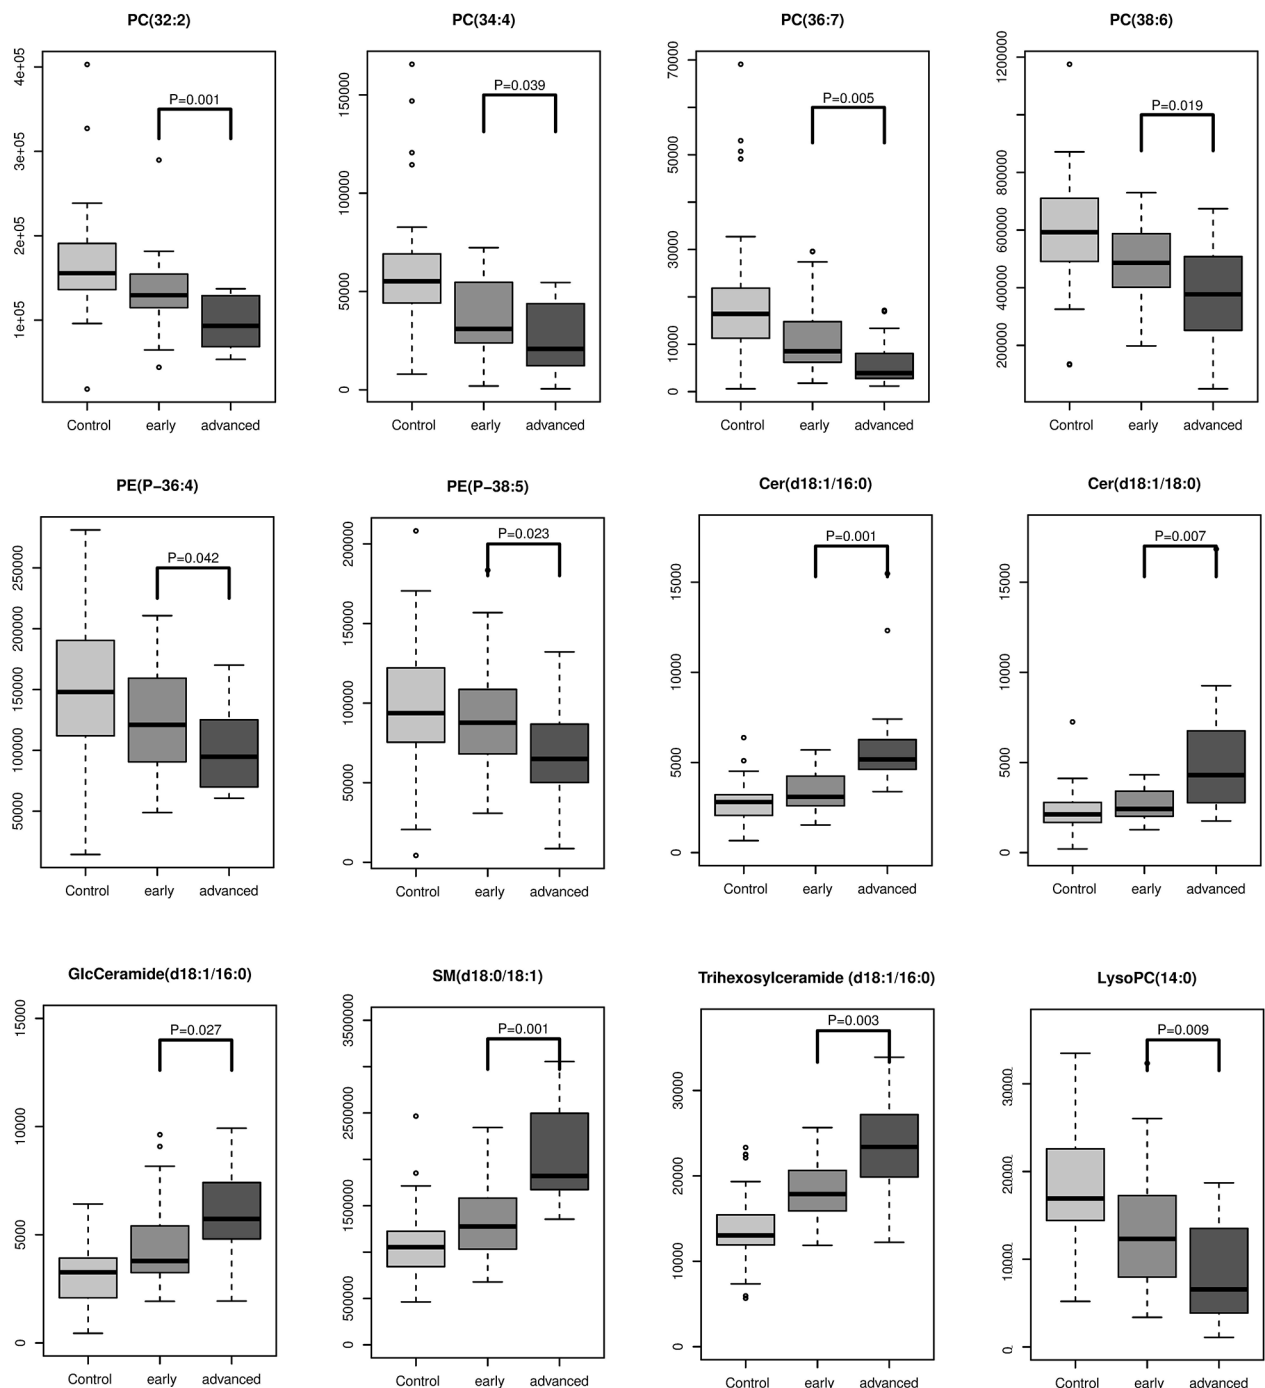 PC(32:2)
4e+05
3e+05
2e+05
1e+05
P=0.001
Control early advanced
PC(34:4)
150000
100000
50000
0
P=0.039
Control early advanced
PC(36:7)
70000
50000
30000
10000
0
P=0.005
Control early advanced
PC(38:6)
1200000
800000
600000
400000
200000
P=0.019
Control early advanced
PE(P−36:4)
250000
200000
150000
100000
50000
P=0.042
Control early advanced
PE(P−38:5)
200000
150000
100000
50000
0
P=0.023
Control early advanced
Cer(d18:1/16:0)
15000
10000
5000
0
P=0.001
Control early advanced
Cer(d18:1/18:0)
15000
10000
5000
0
P=0.007
Control early advanced
GlcCeramide(d18:1/16:0)
15000
10000
5000
0
P=0.027
Control early advanced
SM(d18:0/18:1)
3500000
2500000
1500000
500000
0
P=0.001
Control early advanced
Trihexosylceramide (d18:1/16:0)
30000
20000
10000
0
P=0.003
Control early advanced
LysoPC(14:0)
30000
20000
10000
0
P=0.009
Control early advanced